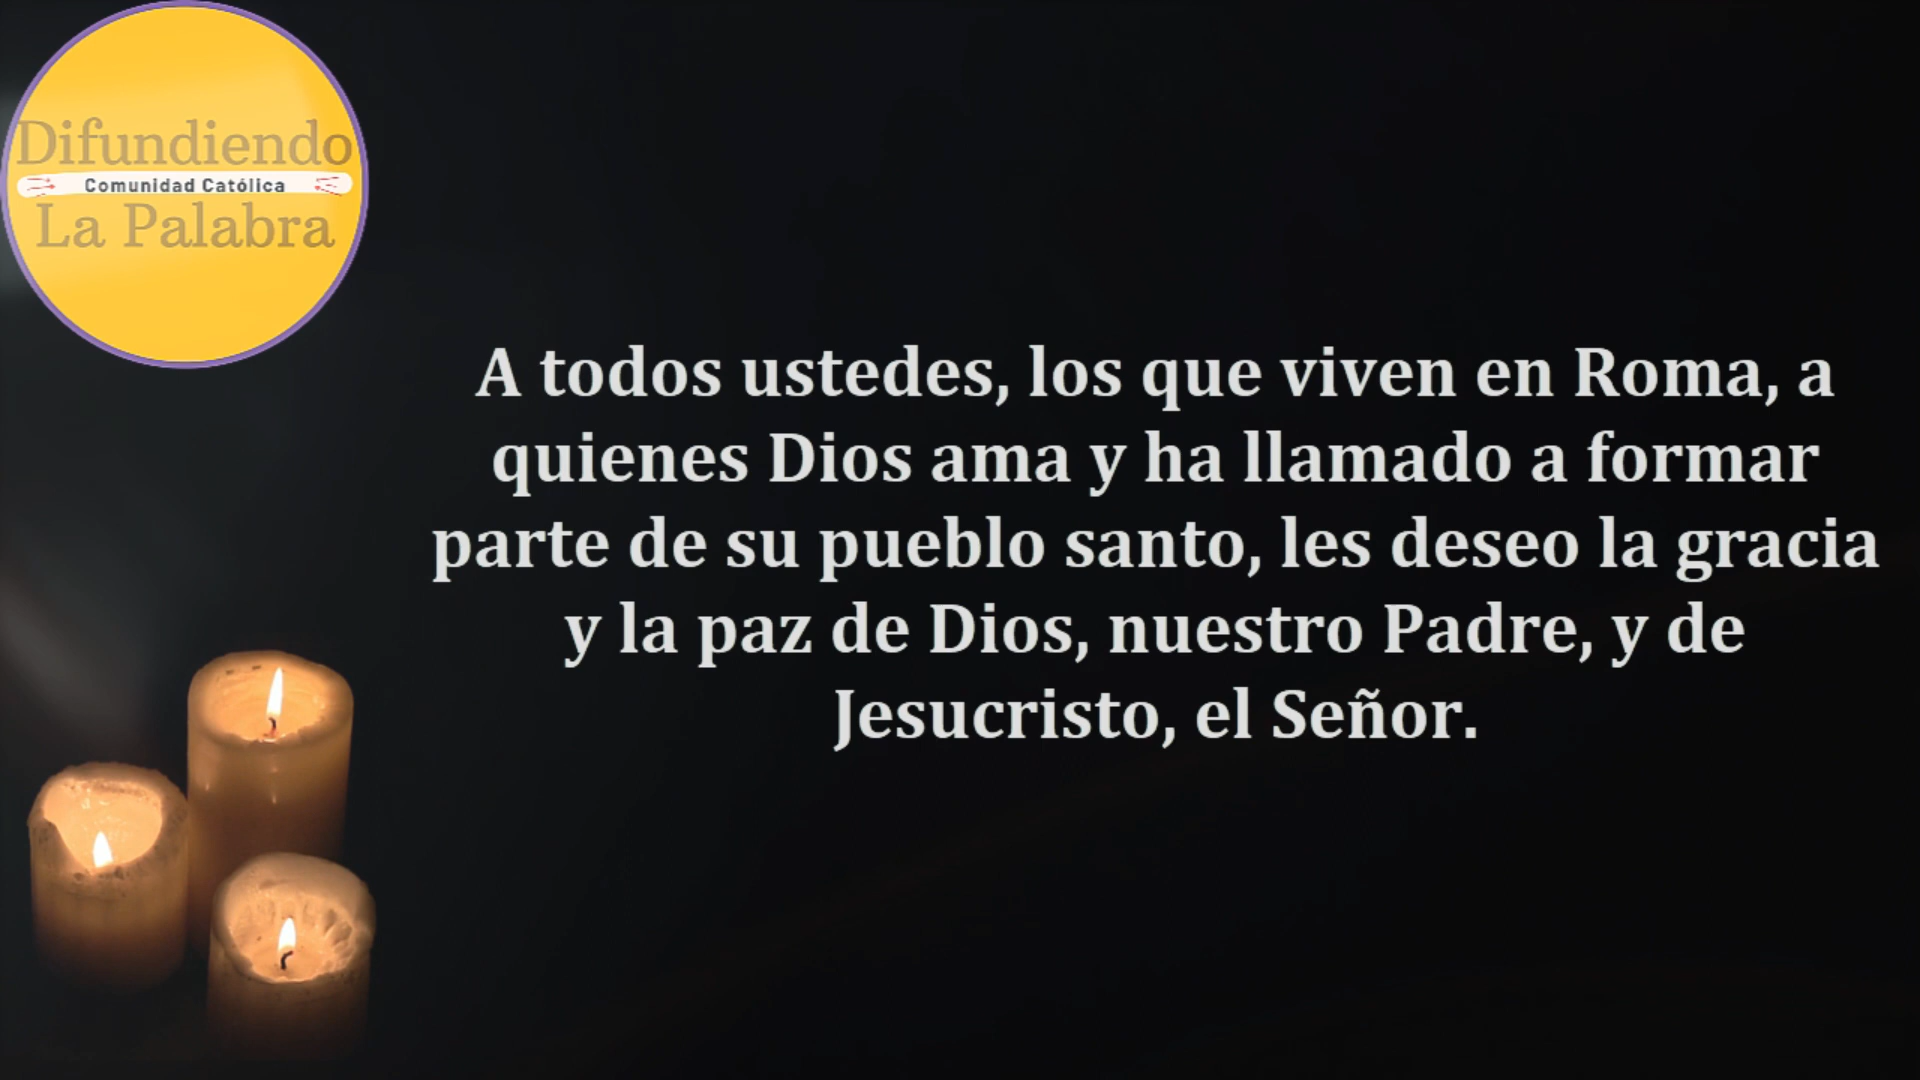 Difundiendo
Comunidad Católica
La Palabra
A todos ustedes, los que viven en Roma, a
quienes Dios ama y ha llamado a formar
parte de su pueblo santo, les deseo la gracia
y la paz de Dios, nuestro Padre, y de
Jesucristo, el Señor.